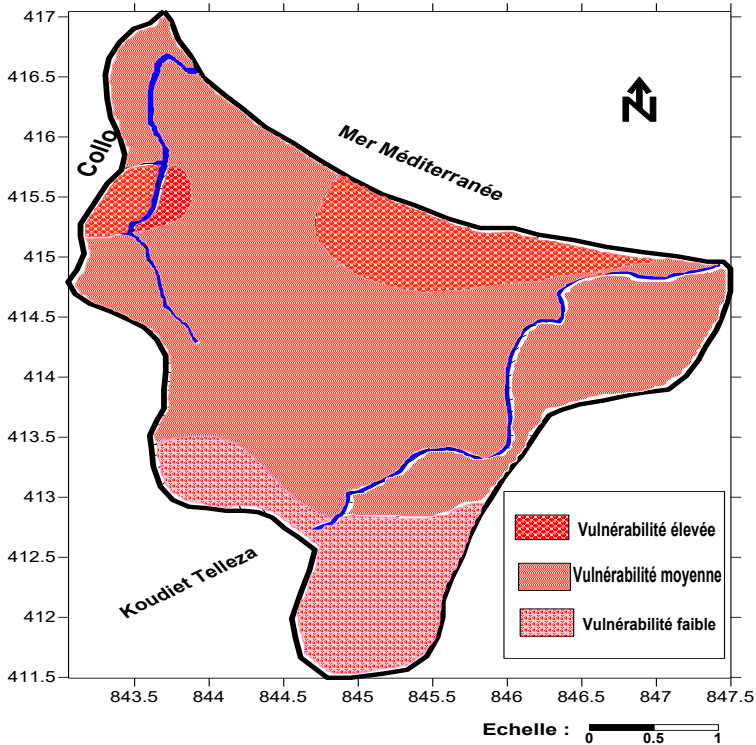 417
416.5
416
415.5
415
414.5
414
413.5
413
412.5
412
411.5
N
Mer Méditerranée
Collo
Koudiet Telleza
Vulnérabilité élevée
Vulnérabilité moyenne
Vulnérabilité faible
843.5 844 844.5 845 845.5 846 846.5 847 847.5
Echelle : 0 0.5 1